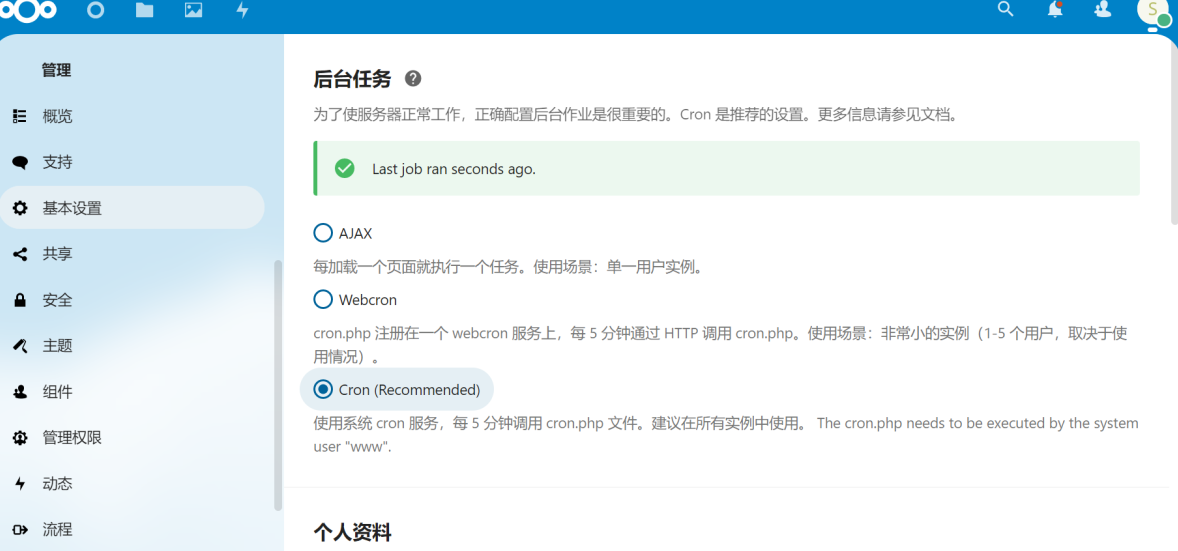 S
管理
概览
支持
基本设置
共享
安全
主题
组件
管理权限
动态
流程
后台任务
为了使服务器正常工作，正确配置后台作业是很重要的。Cron 是推荐的设置。更多信息请参见文档。
Last job ran seconds ago.
AJAX
每加载一个页面就执行一个任务。使用场景：单一用户实例。
Webcron
cron.php 注册在一个 webcron 服务上，每 5 分钟通过 HTTP 调用 cron.php。使用场景：非常小的实例（1-5 个用户，取决于使
用情况）。
Cron (Recommended)
使用系统 cron 服务，每 5 分钟调用 cron.php 文件。建议在所有实例中使用。 The cron.php needs to be executed by the system
user "www".
个人资料